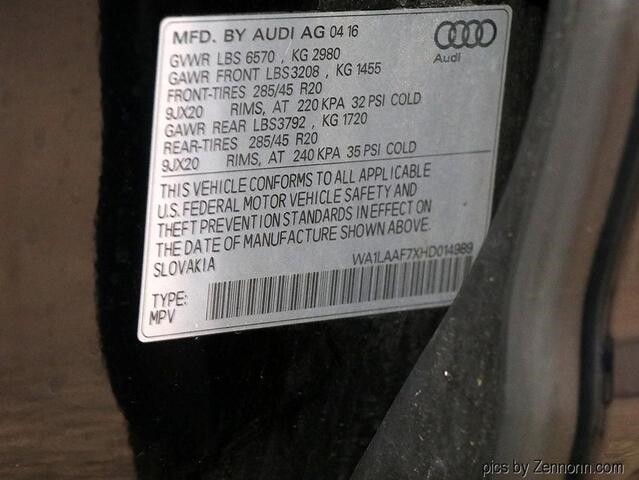 MFD. BY AUDI AG 04 16
Audi
GVWR LBS 6570 , KG 2980
GAWR FRONT LBS3208 , KG 1455
FRONT-TIRES 285/45 R20
9JX20 RIMS, AT 220 KPA 32 PSI COLD
GAWR REAR LBS3792 , KG 1720
REAR-TIRES 285/45 R20
9JX20 RIMS, AT 240 KPA 35 PSI COLD
THIS VEHICLE CONFORMS TO ALL APPLICABLE
U.S. FEDERAL MOTOR VEHICLE SAFETY AND
THEFT PREVENTION STANDARDS IN EFFECT ON
THE DATE OF MANUFACTURE SHOWN ABOVE.
SLOVAKIA WA1LAAF7XHD014989
TYPE:
MPV
pics by Zennonn.com